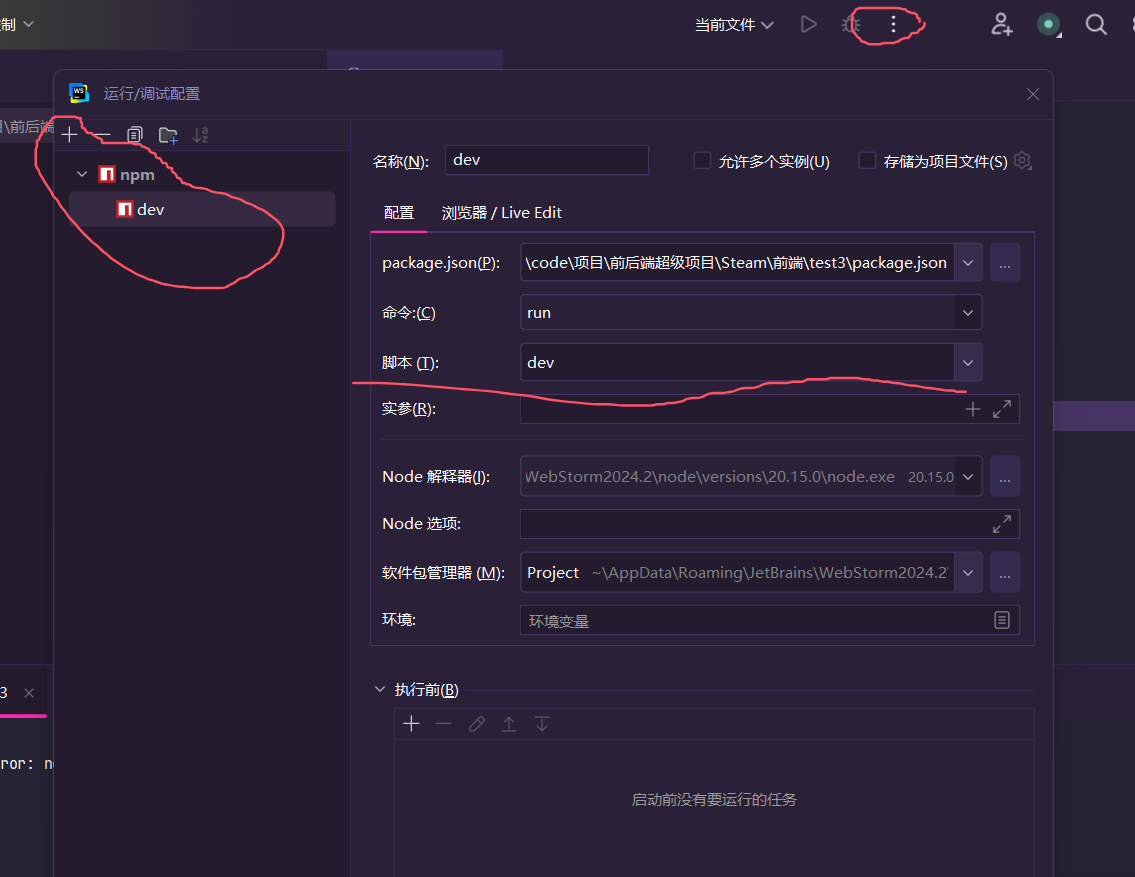 制
当前文件
WS
运行/调试配置
\前后端
npm
dev
名称(N):
dev
允许多个实例(U)
存储为项目文件(S)
配置
浏览器 / Live Edit
package.json(P):
\code\项目\前后端超级项目\Steam\前端\test3\package.json
...
命令:(C)
run
脚本 (T):
dev
实参(R):
Node 解释器(I):
WebStorm2024.2\node\versions\20.15.0\node.exe 20.15.0
...
Node 选项:
软件包管理器 (M):
Project ~\AppData\Roaming\JetBrains\WebStorm2024.2
...
环境:
环境变量
3
执行前(B)
ror: n
启动前没有要运行的任务